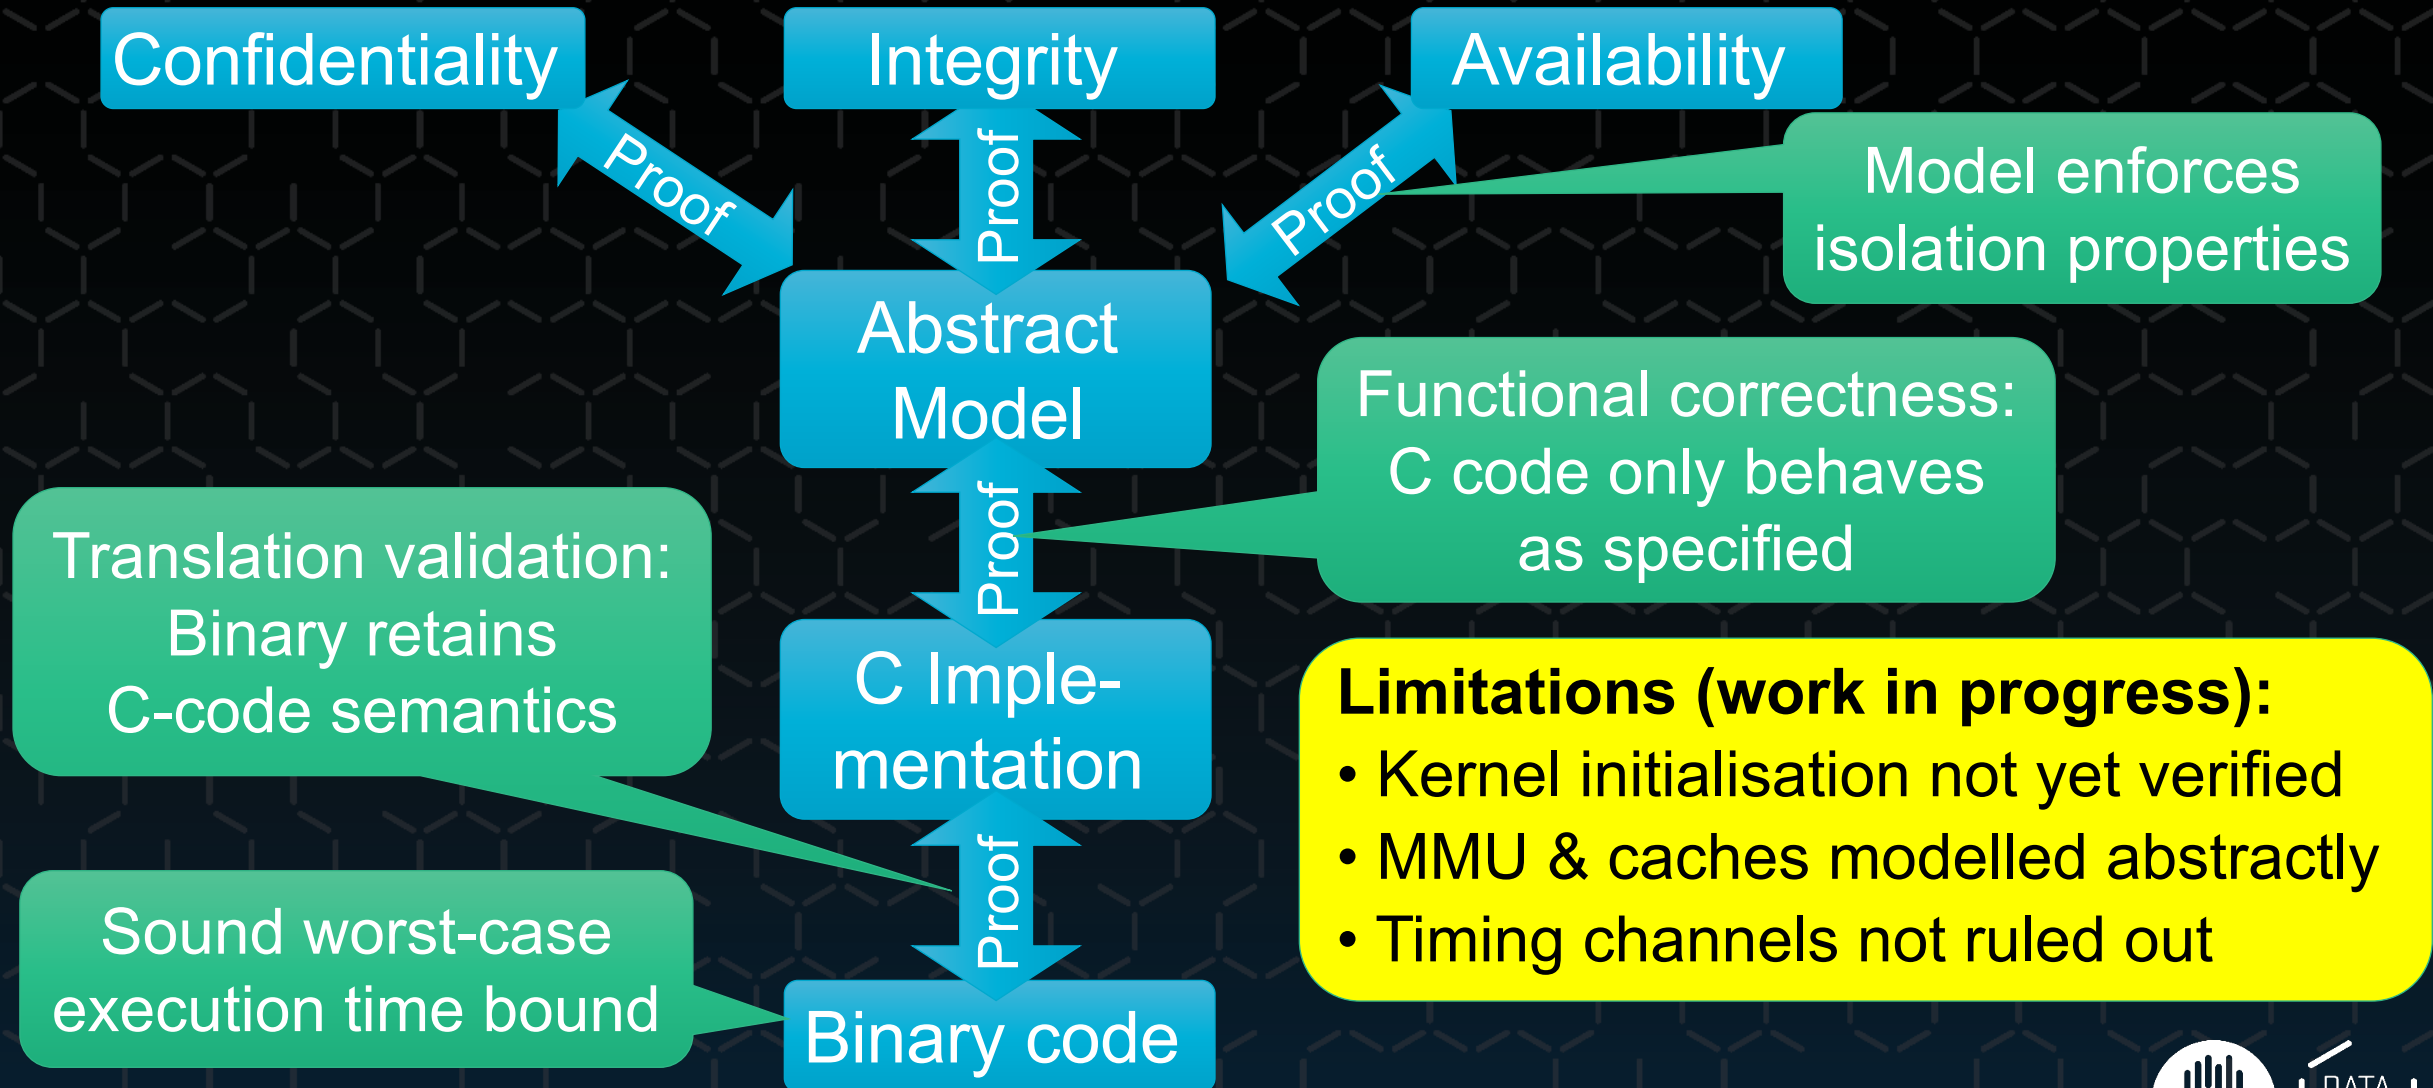 Confidentiality
Integrity
Availability
Proof
Proof
Proof
Model enforces
isolation properties
Abstract
Model
Functional correctness:
C code only behaves
as specified
Proof
Translation validation:
Binary retains
C-code semantics
C Imple-
mentation
Limitations (work in progress):
• Kernel initialisation not yet verified
• MMU & caches modelled abstractly
• Timing channels not ruled out
Proof
Sound worst-case
execution time bound
Binary code
DATA